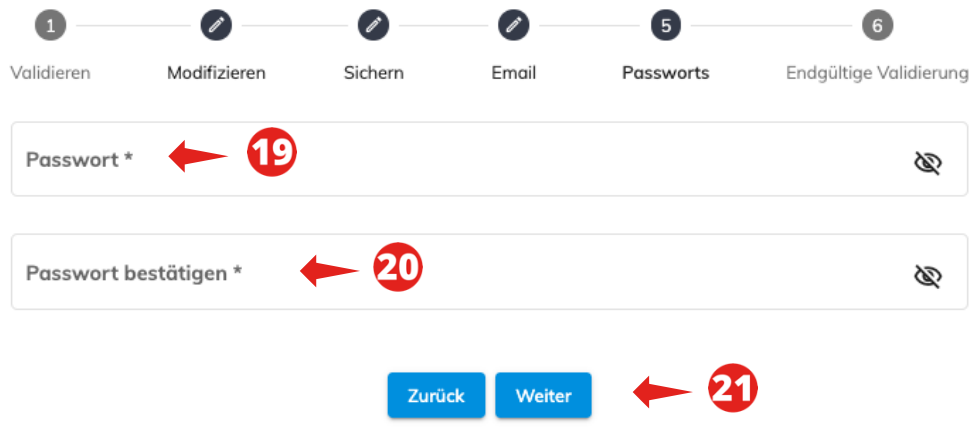 1 5 6
Validieren Modifizieren Sichern Email Passworts Endgültige Validierung
Passwort * 19
Passwort bestätigen * 20
Zurück Weiter 21